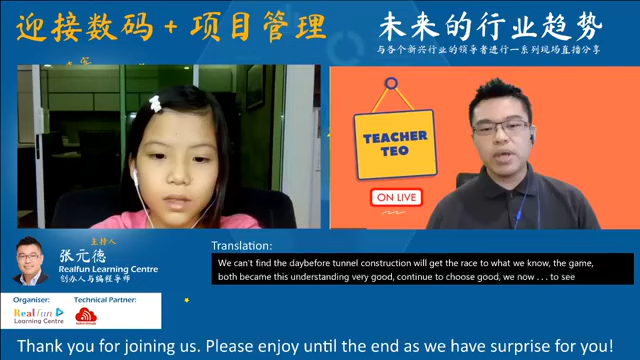 迎接数码 + 项目管理
未来的行业趋势
与各个新兴行业的领导者进行一系列现场直播分享
TEACHER
TEO
ON LIVE
主持人
张元德
Realfun Learning Centre
创办人与编程导师
Translation:
We can't find the daybefore tunnel construction will get the race to what we know, the game,
both became this understanding very good, continue to choose good, we now . . . to see
Organiser:
Technical Partner:
Realfun
Learning Centre
Thank you for joining us. Please enjoy until the end as we have surprise for you!